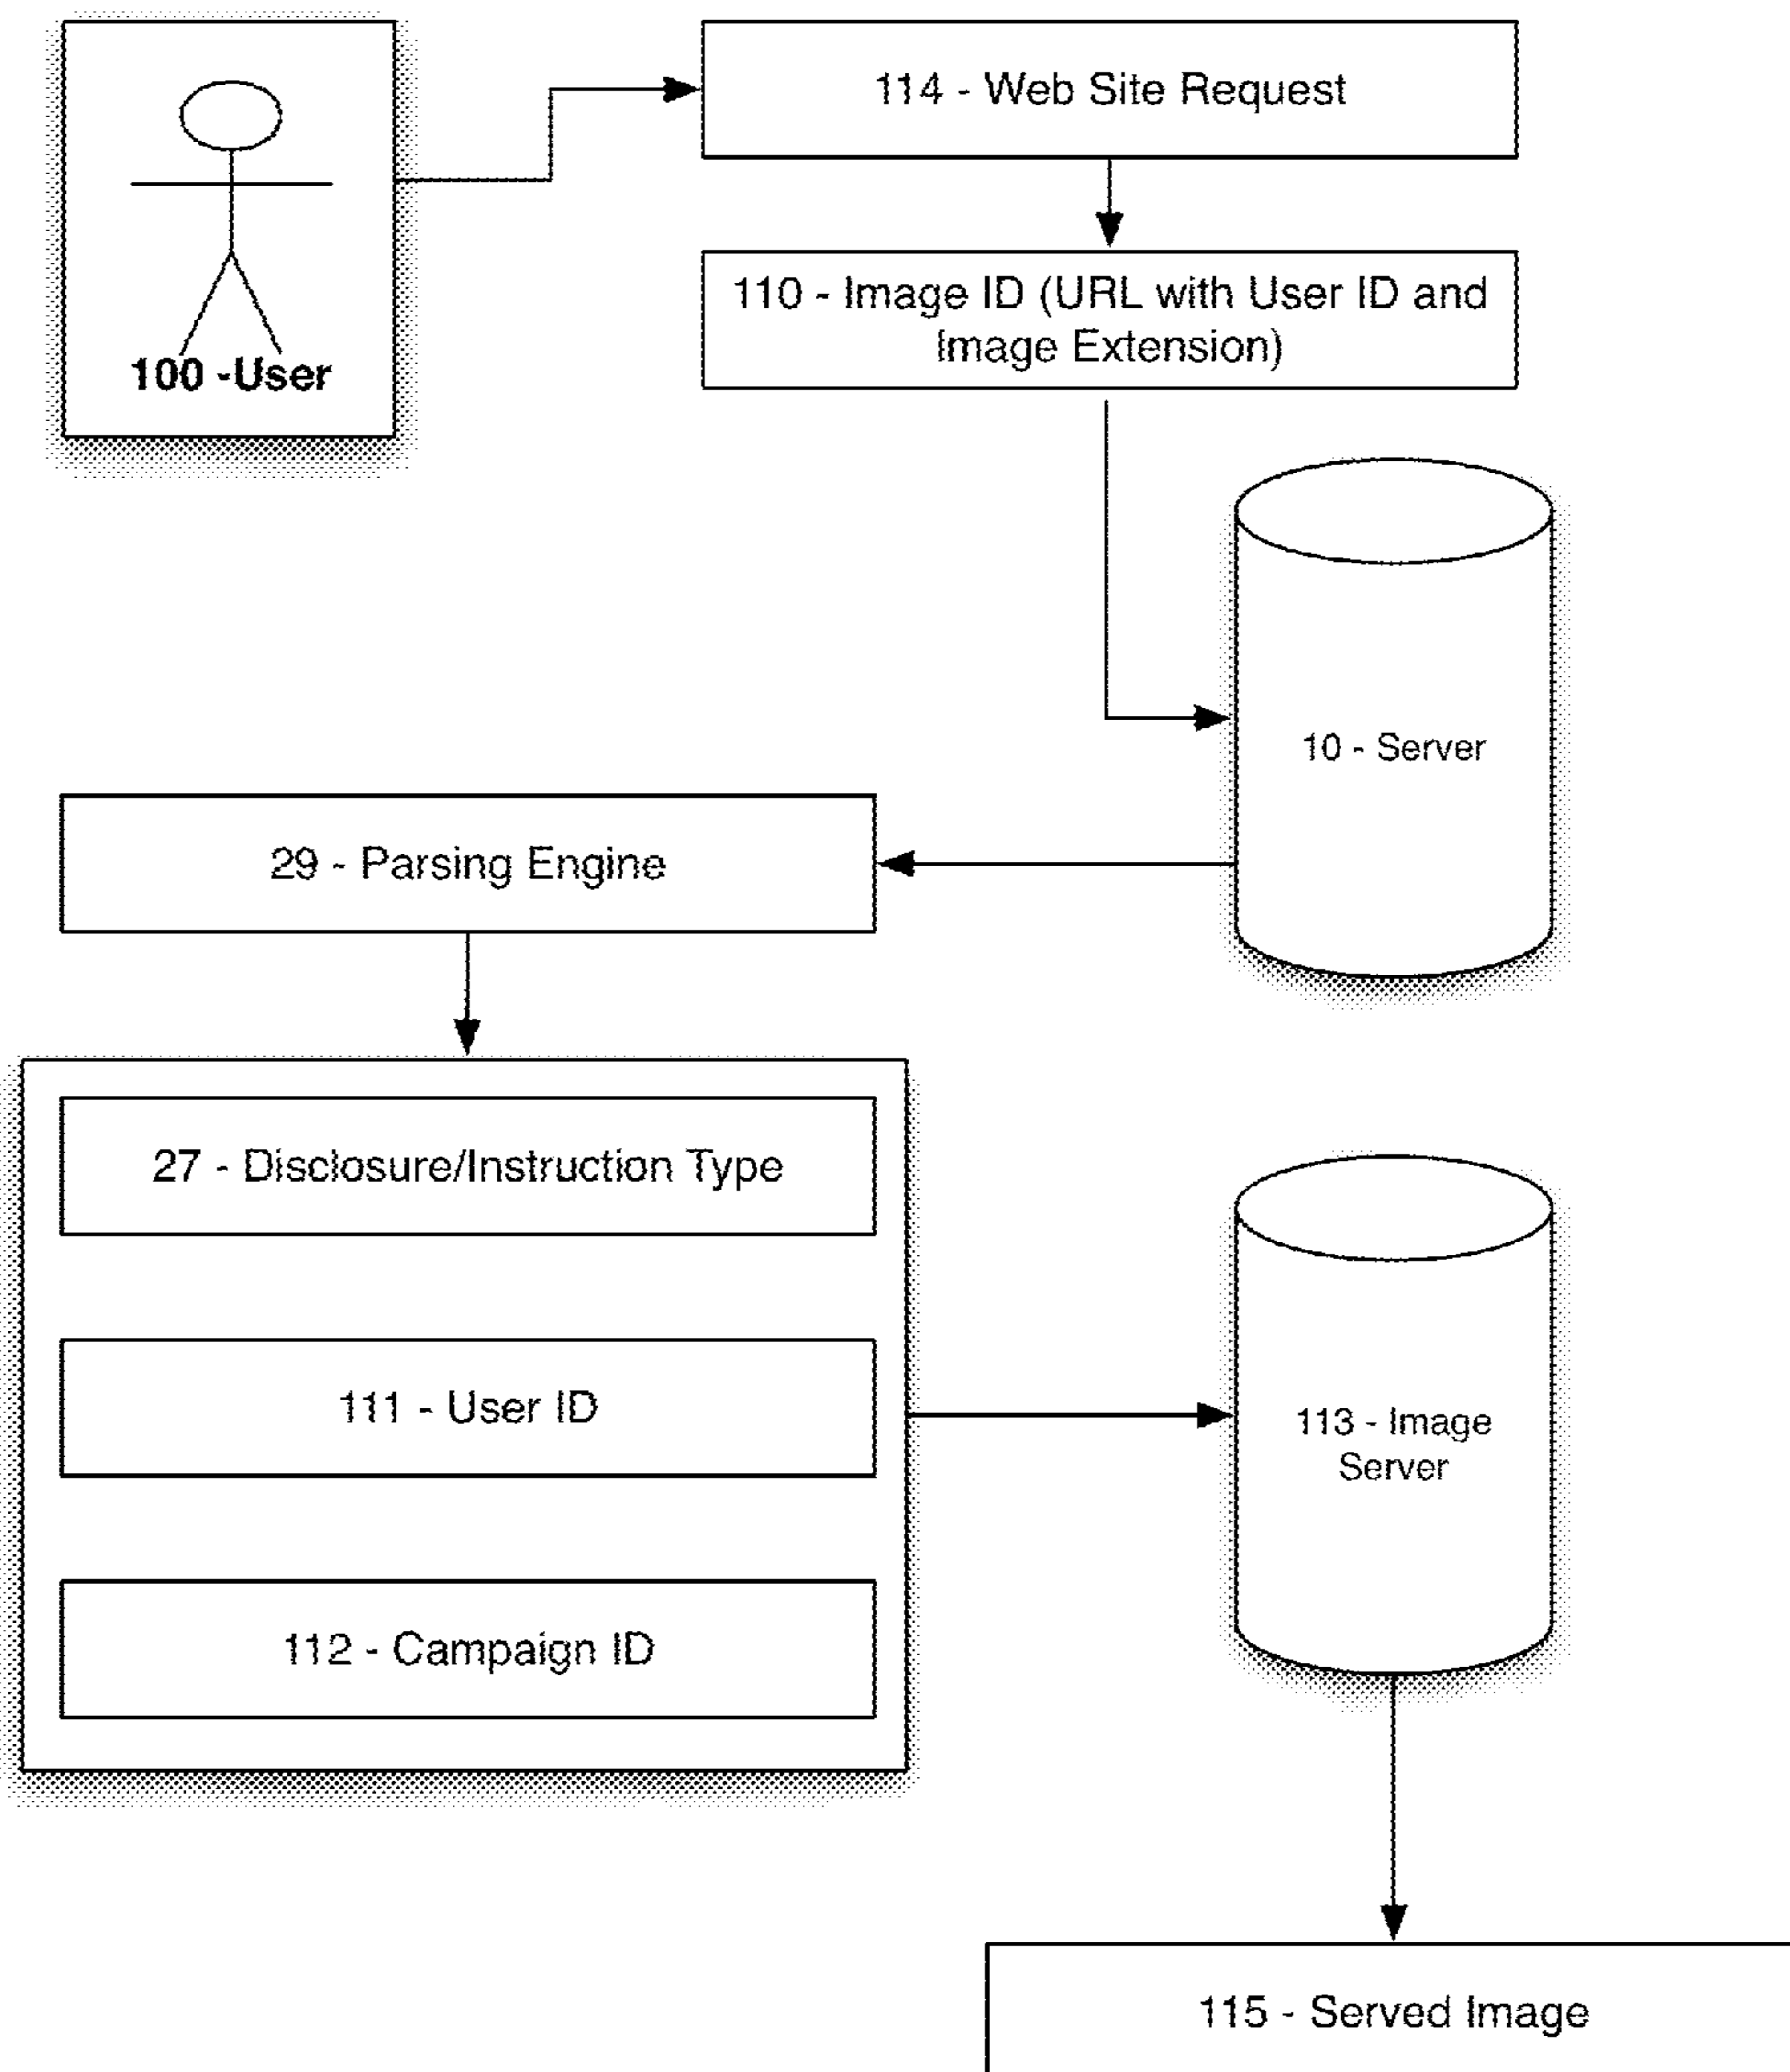 114 - Web Site Request
100 -User
110 - Image ID (URL with User ID and
Image Extension)
10 - Server
29 - Parsing Engine
27 - Disclosure/Instruction Type
111 - User ID
113 - Image
Server
112 - Campaign ID
115 - Served Image